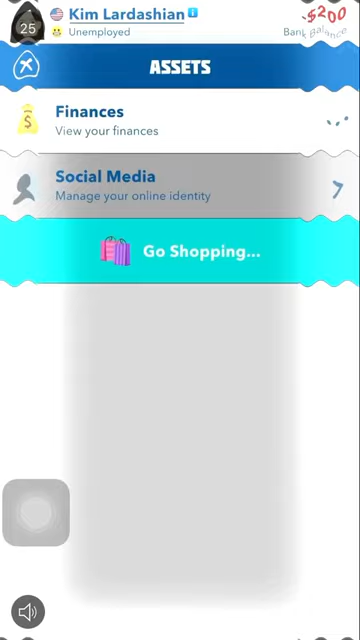 25
Kim Lardashian
-$200
Unemployed
Bank Balance
ASSETS
Finances
View your finances
Social Media
Manage your online identity
Go Shopping...